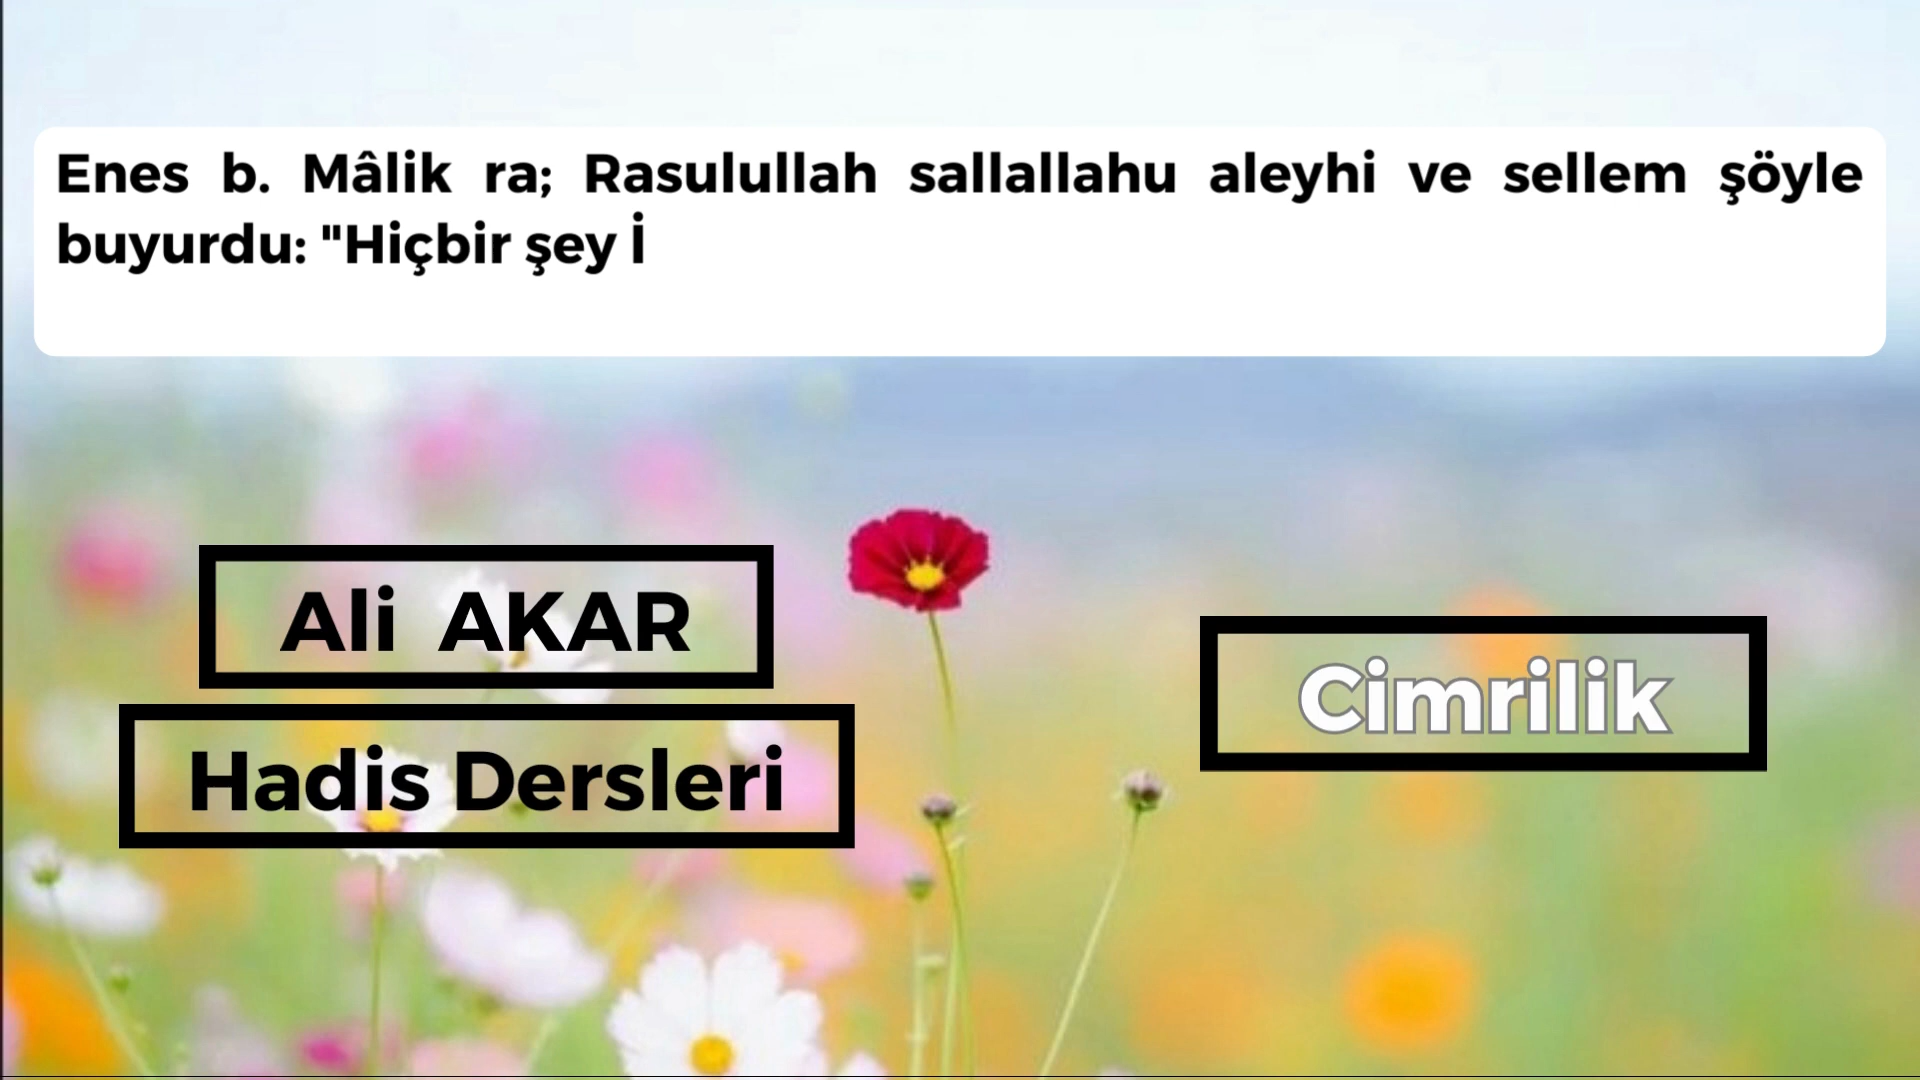 Enes b. Mâlik ra; Rasulullah sallallahu aleyhi ve sellem şöyle
buyurdu: "Hiçbir şey İ
Ali AKAR
Hadis Dersleri
Cimrilik